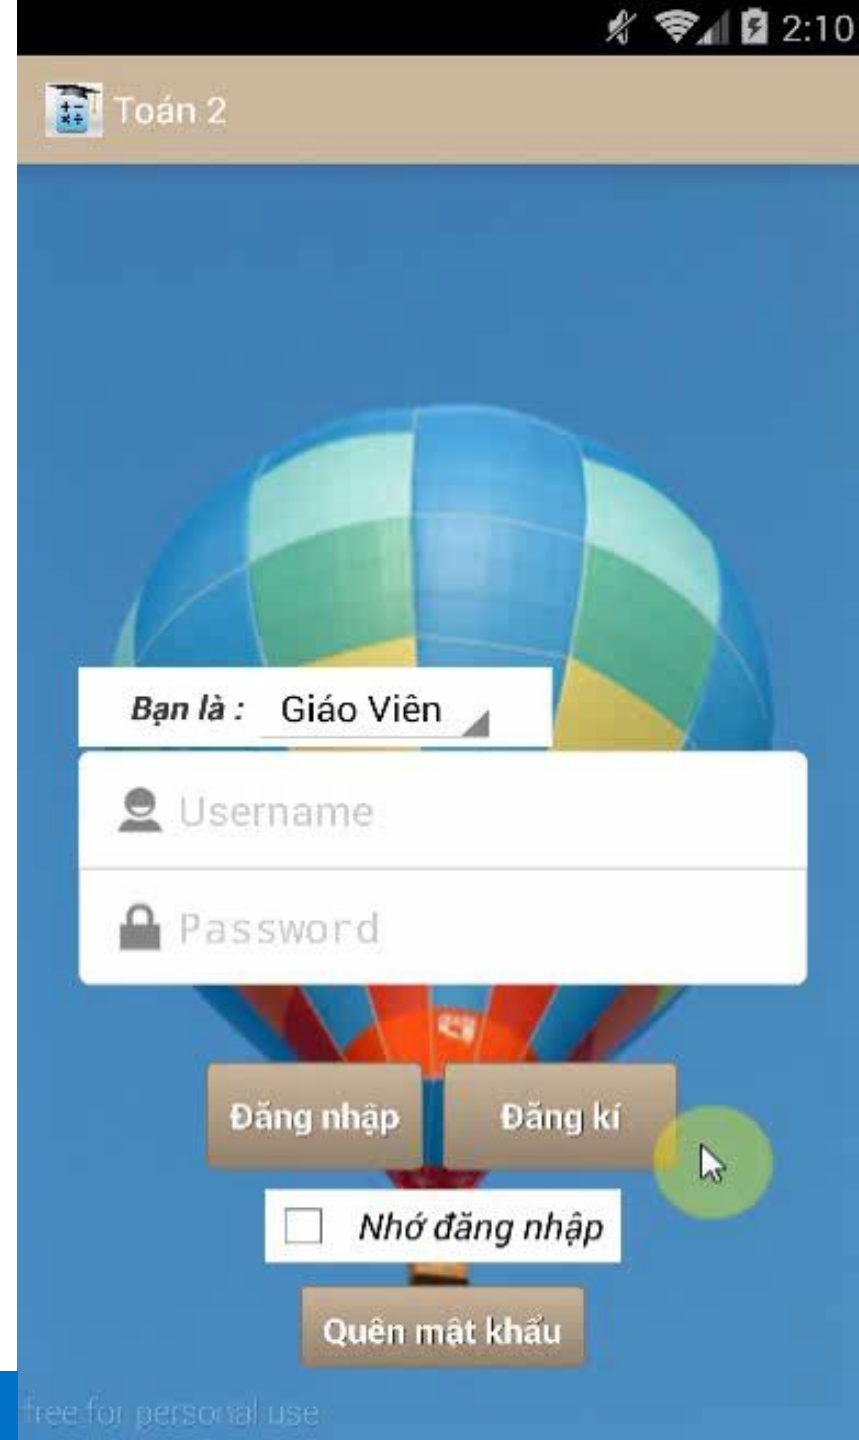 2:10
Toán 2
Bạn là : Giáo Viên
Username
Password
Đăng nhập Đăng kí
Nhớ đăng nhập
Quên mật khẩu
free for personal use